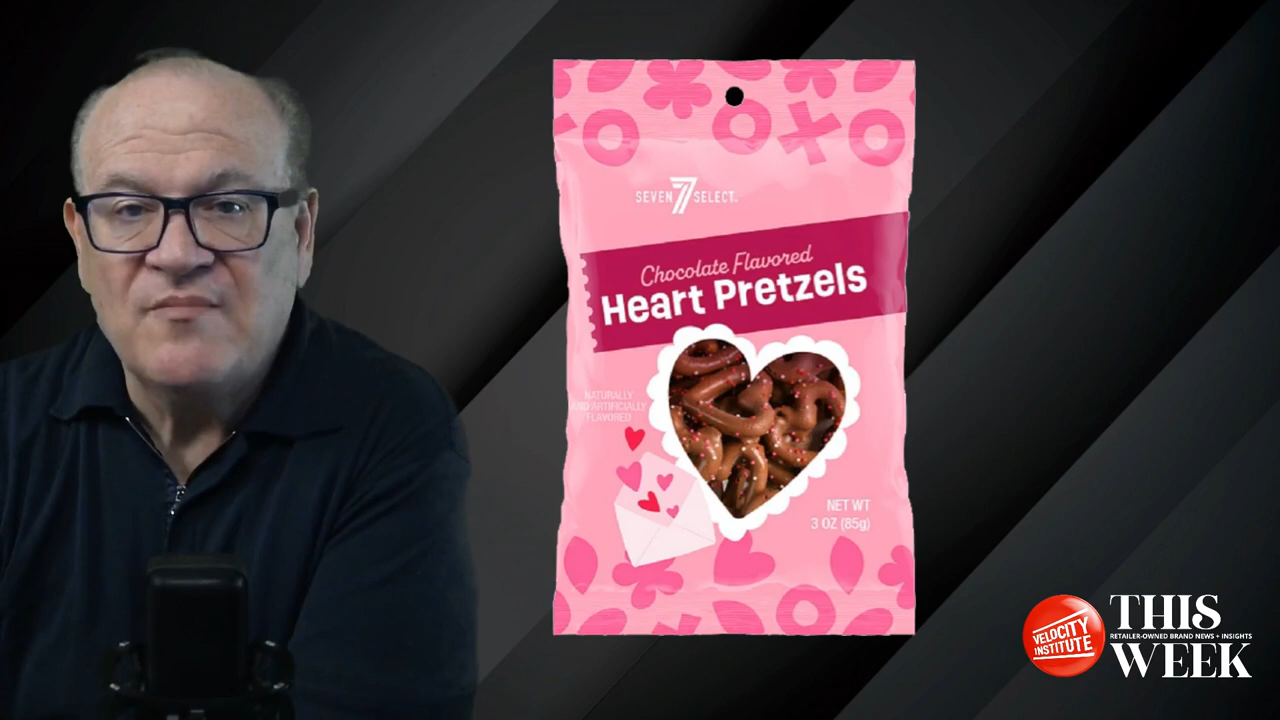 SEVEN 7 SELECT
Chocolate Flavored
Heart Pretzels
NATURALLY
AND ARTIFICIALLY
FLAVORED
NET WT
3 OZ (85g)
VELOCITY
INSTITUTE
THIS
RETAILER-OWNED BRAND NEWS + INSIGHTS
WEEK